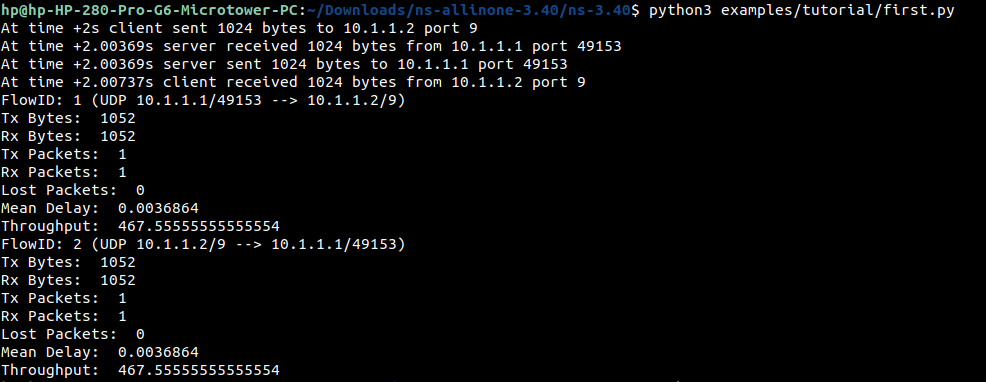 hp@hp-HP-280-Pro-G6-Microtower-PC:~/Downloads/ns-allinone-3.40/ns-3.40$ python3 examples/tutorial/first.py
At time +2s client sent 1024 bytes to 10.1.1.2 port 9
At time +2.00369s server received 1024 bytes from 10.1.1.1 port 49153
At time +2.00369s server sent 1024 bytes to 10.1.1.1 port 49153
At time +2.00737s client received 1024 bytes from 10.1.1.2 port 9
FlowID: 1 (UDP 10.1.1.1/49153 --> 10.1.1.2/9)
Tx Bytes:  1052
Rx Bytes:  1052
Tx Packets:  1
Rx Packets:  1
Lost Packets:  0
Mean Delay:  0.0036864
Throughput:  467.55555555555554
FlowID: 2 (UDP 10.1.1.2/9 --> 10.1.1.1/49153)
Tx Bytes:  1052
Rx Bytes:  1052
Tx Packets:  1
Rx Packets:  1
Lost Packets:  0
Mean Delay:  0.0036864
Throughput:  467.55555555555554